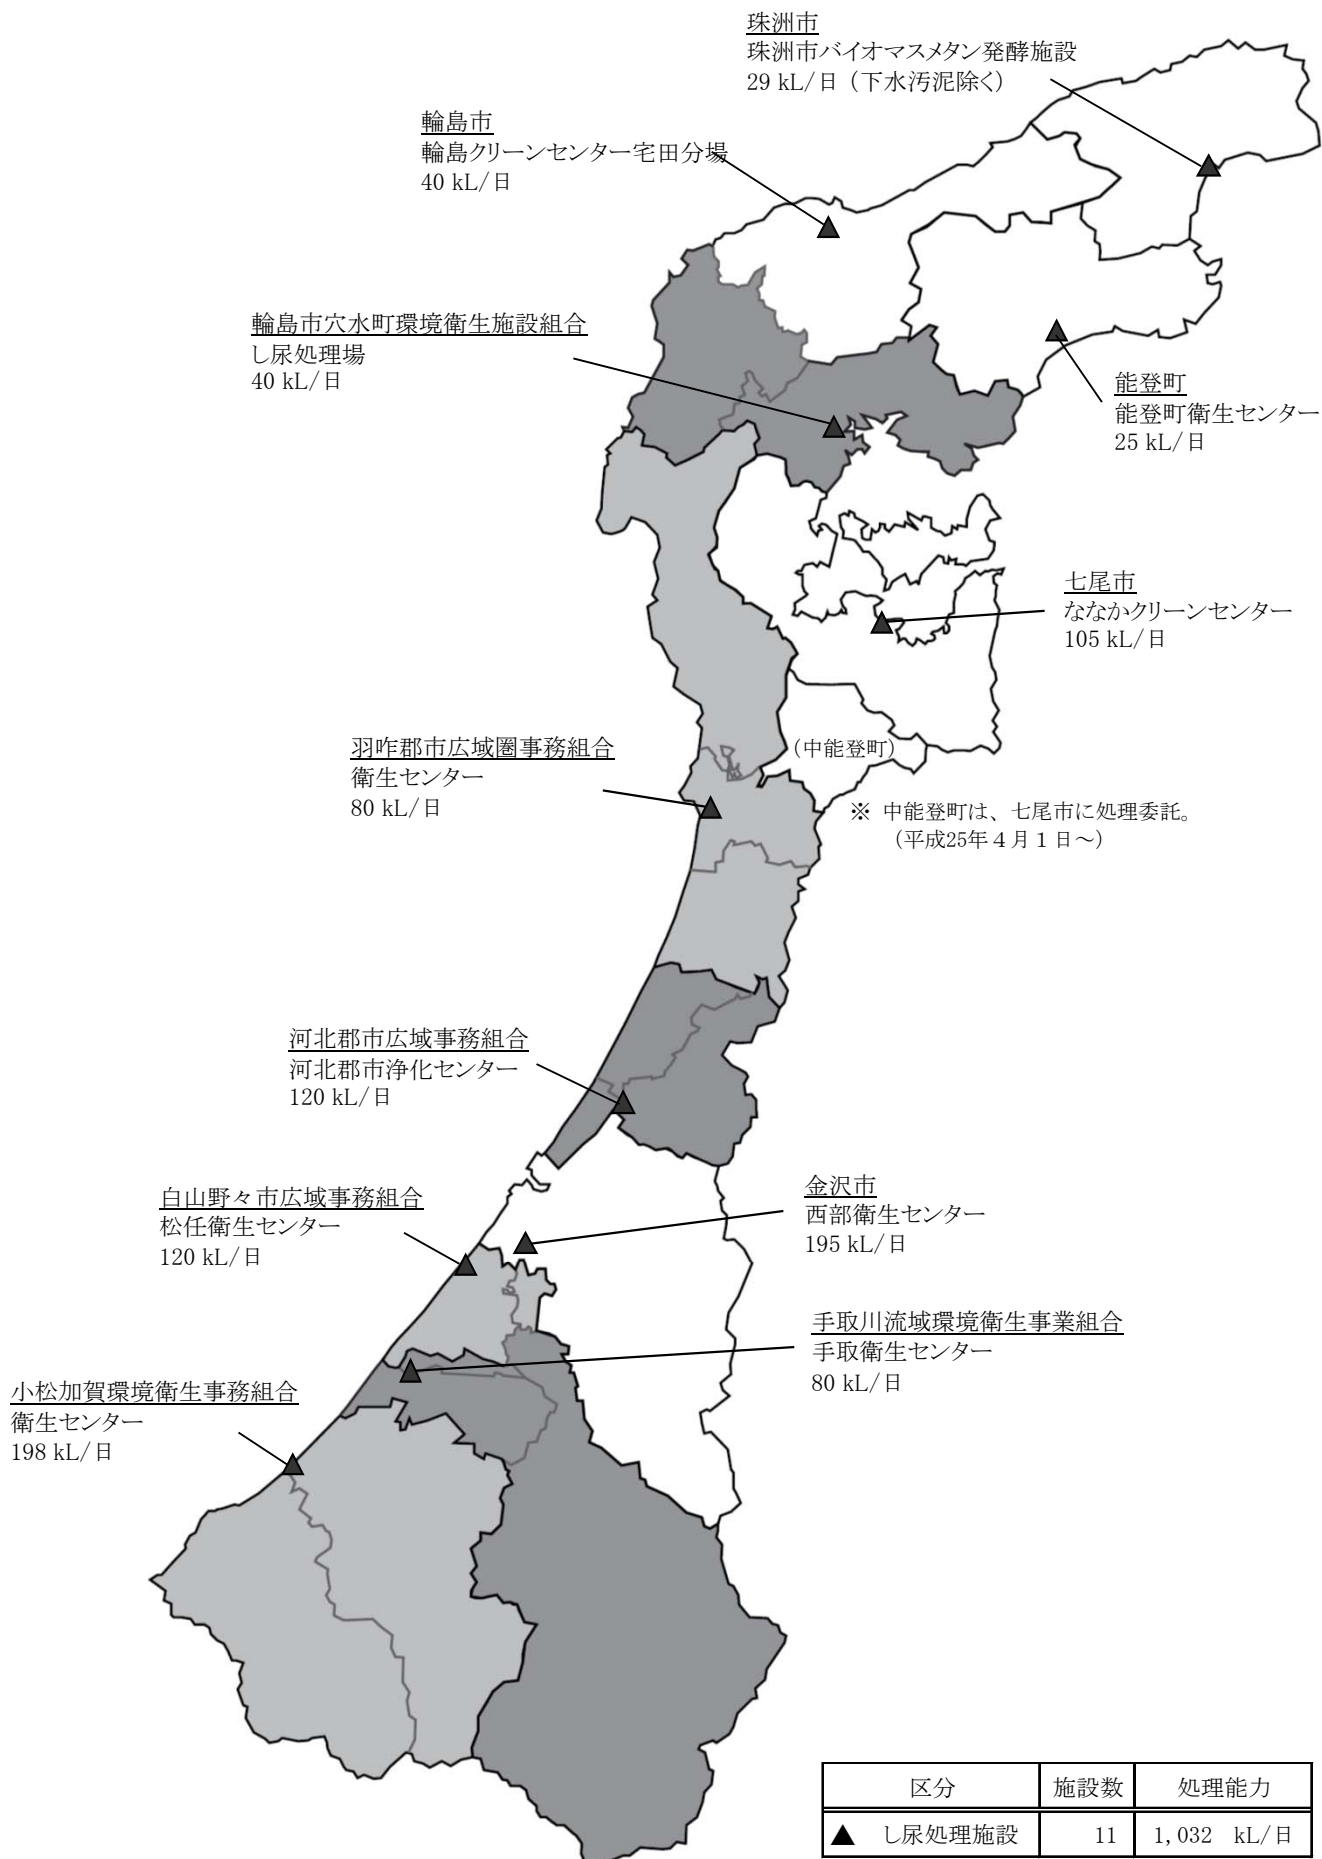 珠洲市
珠洲市バイオマスメタン発酵施設
29 kL/日（下水汚泥除く）
輪島市
輪島クリーンセンター宅田分場
40 kL/日
輪島市穴水町環境衛生施設組合
し尿処理場
40 kL/日
能登町
能登町衛生センター
25 kL/日
七尾市
ななかクリーンセンター
105 kL/日
羽咋郡市広域圏事務組合
衛生センター
80 kL/日
（中能登町）
※ 中能登町は、七尾市に処理委託。
（平成25年４月１日～）
河北郡市広域事務組合
河北郡市浄化センター
120 kL/日
白山野々市広域事務組合
松任衛生センター
120 kL/日
金沢市
西部衛生センター
195 kL/日
手取川流域環境衛生事業組合
手取衛生センター
80 kL/日
小松加賀環境衛生事務組合
衛生センター
198 kL/日
区分 施設数 処理能力
▲ し尿処理施設 11 1,032 kL/日